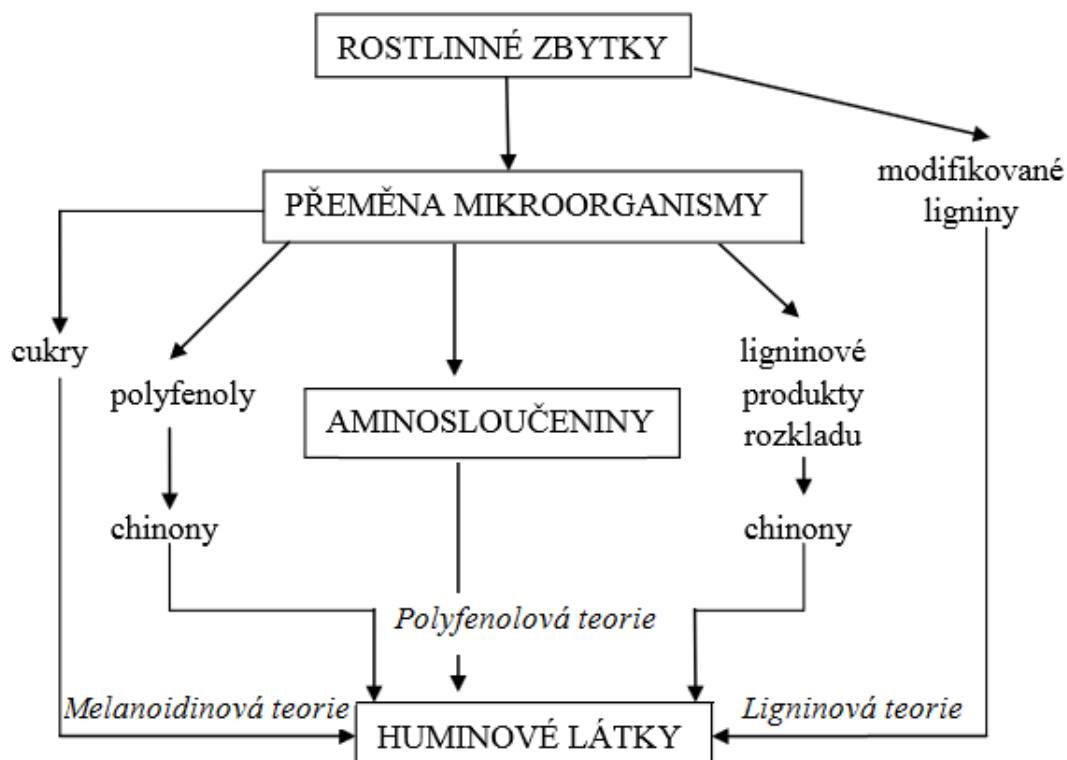 ROSTLINNÉ ZBYTKY
modifikované
ligniny
PŘEMĚNA MIKROORGANISMY
cukry
polyfenoly
AMINOSLOUČENINY
ligninové
produkty
rozkladu
chinony
chinony
Polyfenolová teorie
Melanoidinová teorie
Ligninová teorie
HUMINOVÉ LÁTKY